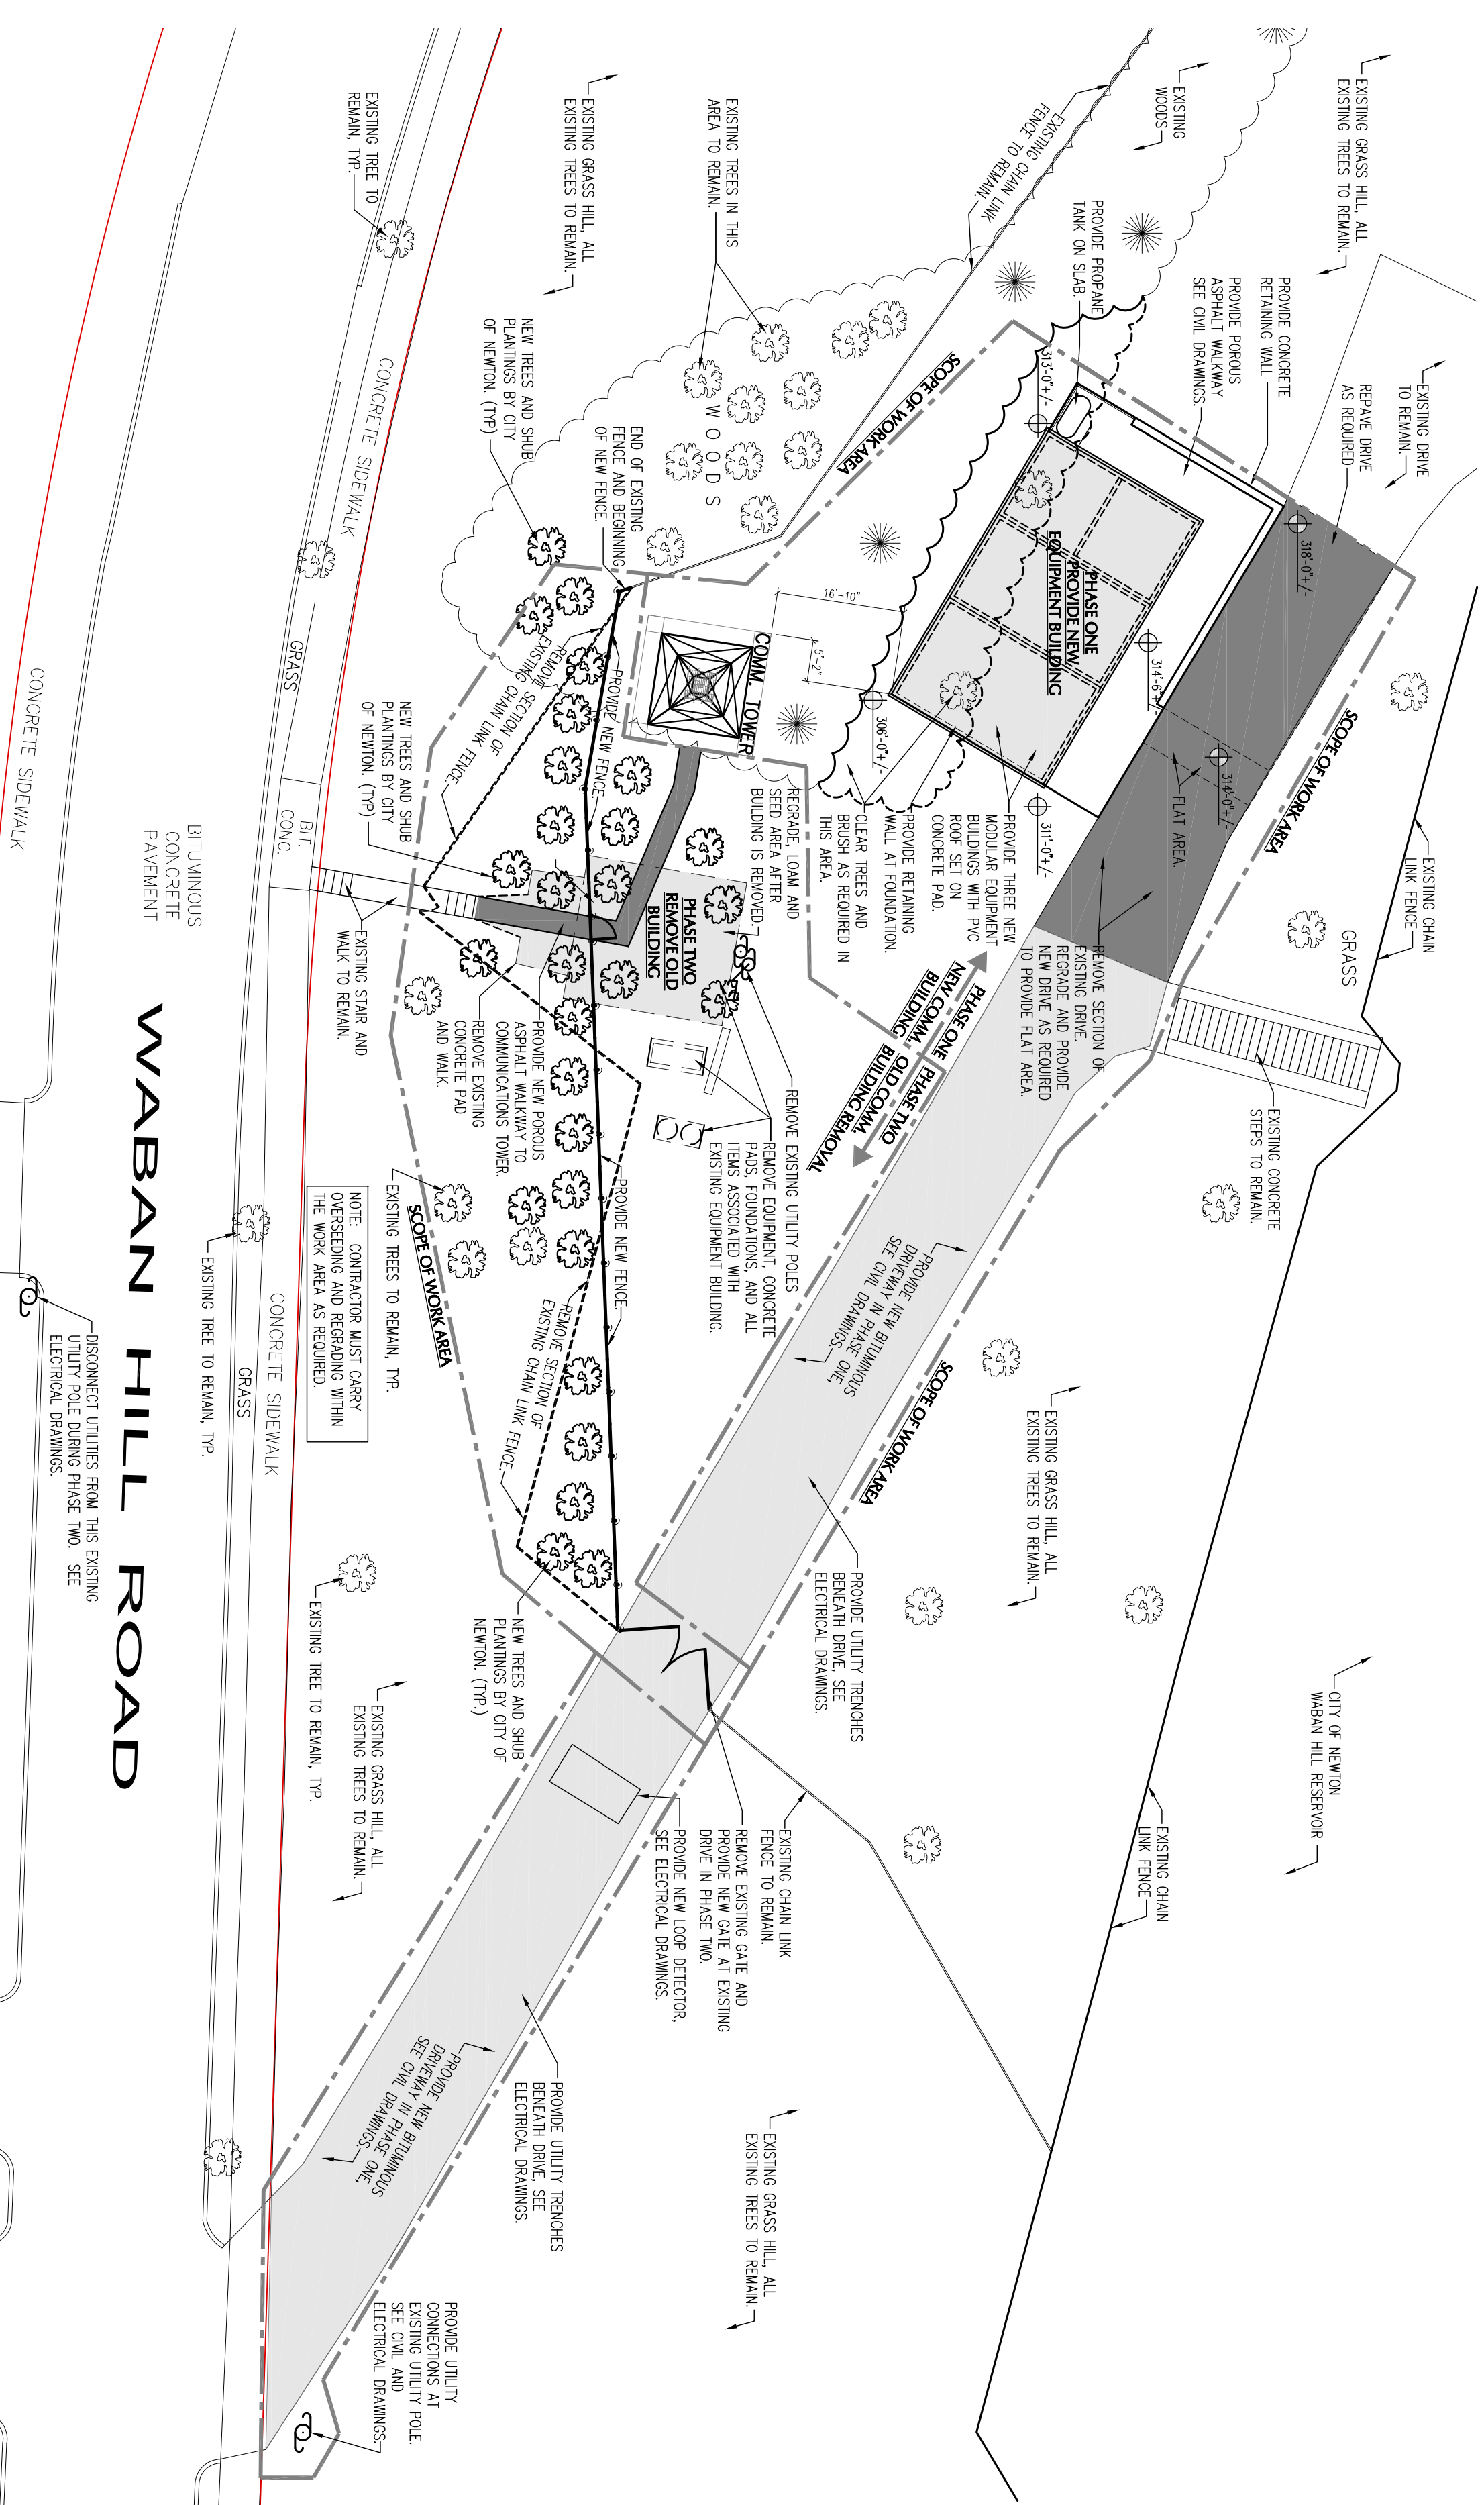 EXISTING DRIVE
TO REMAIN.
REPAVE DRIVE
AS REQUIRED
EXISTING GRASS HILL, ALL
EXISTING TREES TO REMAIN.
PROVIDE CONCRETE
RETAINING WALL
PROVIDE POROUS
ASPHALT WALKWAY
SEE CIVIL DRAWINGS.
EXISTING
WOODS
PROVIDE PROPANE
TANK ON SLAB.
EXISTING CHAIN LINK
FENCE TO REMAIN.
EXISTING TREES IN THIS
AREA TO REMAIN.
EXISTING GRASS HILL, ALL
EXISTING TREES TO REMAIN.
EXISTING TREE TO
REMAIN, TYP.
318'-0"+/-
314'-6"+/-
314'-0"+/-
313'-0"+/-
311'-0"+/-
306'-0"+/-
FLAT AREA.
SCOPE OF WORK AREA
SCOPE OF WORK AREA
PHASE ONE
PROVIDE NEW
EQUIPMENT BUILDING
16'-10"
5'-2"
COMM. TOWER
WOODS
NEW TREES AND SHUB
PLANTINGS BY CITY
OF NEWTON. (TYP)
END OF EXISTING
FENCE AND BEGINNING
OF NEW FENCE.
CONCRETE SIDEWALK
GRASS
CONCRETE SIDEWALK
EXISTING CHAIN
LINK FENCE
GRASS
PROVIDE THREE NEW
MODULAR EQUIPMENT
BUILDINGS WITH PVC
ROOF SET ON
CONCRETE PAD.
PROVIDE RETAINING
WALL AT FOUNDATION.
CLEAR TREES AND
BRUSH AS REQUIRED IN
THIS AREA.
REGRADE, LOAM AND
SEED AREA AFTER
BUILDING IS REMOVED.
REMOVE SECTION OF
EXISTING DRIVE.
REGRADE AND PROVIDE
NEW DRIVE AS REQUIRED
TO PROVIDE FLAT AREA.
PROVIDE NEW FENCE
REMOVE SECTION OF
EXISTING CHAIN LINK FENCE.
NEW TREES AND SHUB
PLANTINGS BY CITY
OF NEWTON. (TYP)
PHASE TWO
REMOVE OLD
BUILDING
BIT.
CONC.
BITUMINOUS
CONCRETE
PAVEMENT
EXISTING STAIR AND
WALK TO REMAIN.
PHASE ONE
NEW COMM.
BUILDING
PHASE TWO
OLD COMM.
BUILDING REMOVAL
PROVIDE NEW POROUS
ASPHALT WALKWAY TO
COMMUNICATIONS TOWER.
REMOVE EXISTING
CONCRETE PAD
AND WALK.
EXISTING CONCRETE
STEPS TO REMAIN.
REMOVE EXISTING UTILITY POLES
REMOVE EQUIPMENT, CONCRETE
PADS, FOUNDATIONS, AND ALL
ITEMS ASSOCIATED WITH
EXISTING EQUIPMENT BUILDING.
PROVIDE NEW FENCE
EXISTING TREES TO REMAIN, TYP.
SCOPE OF WORK AREA
NOTE: CONTRACTOR MUST CARRY
OVERSEEDING AND REGRADING WITHIN
THE WORK AREA AS REQUIRED.
EXISTING TREE TO REMAIN, TYP.
REMOVE SECTION OF
EXISTING CHAIN LINK FENCE.
PROVIDE NEW BITUMINOUS
DRIVEWAY IN PHASE ONE,
SEE CIVIL DRAWINGS.
SCOPE OF WORK AREA
EXISTING GRASS HILL, ALL
EXISTING TREES TO REMAIN.
CONCRETE SIDEWALK
GRASS
DISCONNECT UTILITIES FROM THIS EXISTING
UTILITY POLE DURING PHASE TWO. SEE
ELECTRICAL DRAWINGS.
WABAN HILL ROAD
PROVIDE UTILITY TRENCHES
BENEATH DRIVE, SEE
ELECTRICAL DRAWINGS.
NEW TREES AND SHUB
PLANTINGS BY CITY OF
NEWTON. (TYP.)
EXISTING TREE TO REMAIN, TYP.
EXISTING GRASS HILL, ALL
EXISTING TREES TO REMAIN.
CITY OF NEWTON
WABAN HILL RESERVOIR
EXISTING CHAIN
LINK FENCE
EXISTING CHAIN LINK
FENCE TO REMAIN.
REMOVE EXISTING GATE AND
PROVIDE NEW GATE AT EXISTING
DRIVE IN PHASE TWO.
PROVIDE NEW LOOP DETECTOR,
SEE ELECTRICAL DRAWINGS.
PROVIDE UTILITY TRENCHES
BENEATH DRIVE, SEE
ELECTRICAL DRAWINGS.
PROVIDE NEW BITUMINOUS
DRIVEWAY IN PHASE ONE,
SEE CIVIL DRAWINGS.
EXISTING GRASS HILL, ALL
EXISTING TREES TO REMAIN.
PROVIDE UTILITY
CONNECTIONS AT
EXISTING UTILITY POLE.
SEE CIVIL AND
ELECTRICAL DRAWINGS.